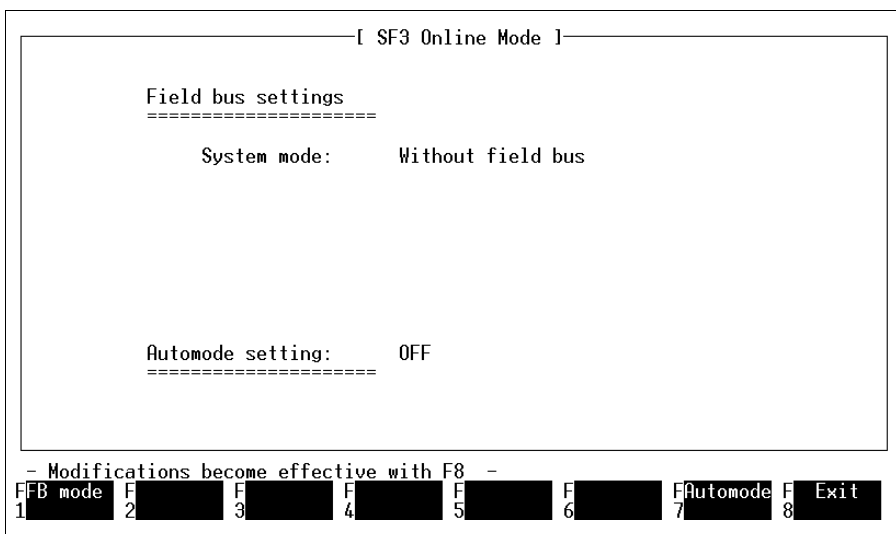 [ SF3 Online Mode ]
Field bus settings
=====================
System mode: Without field bus
Automode setting: OFF
=====================
- Modifications become effective with F8 -
F1 FB mode F2 F3 F4 F5 F6 F7 Automode F8 Exit